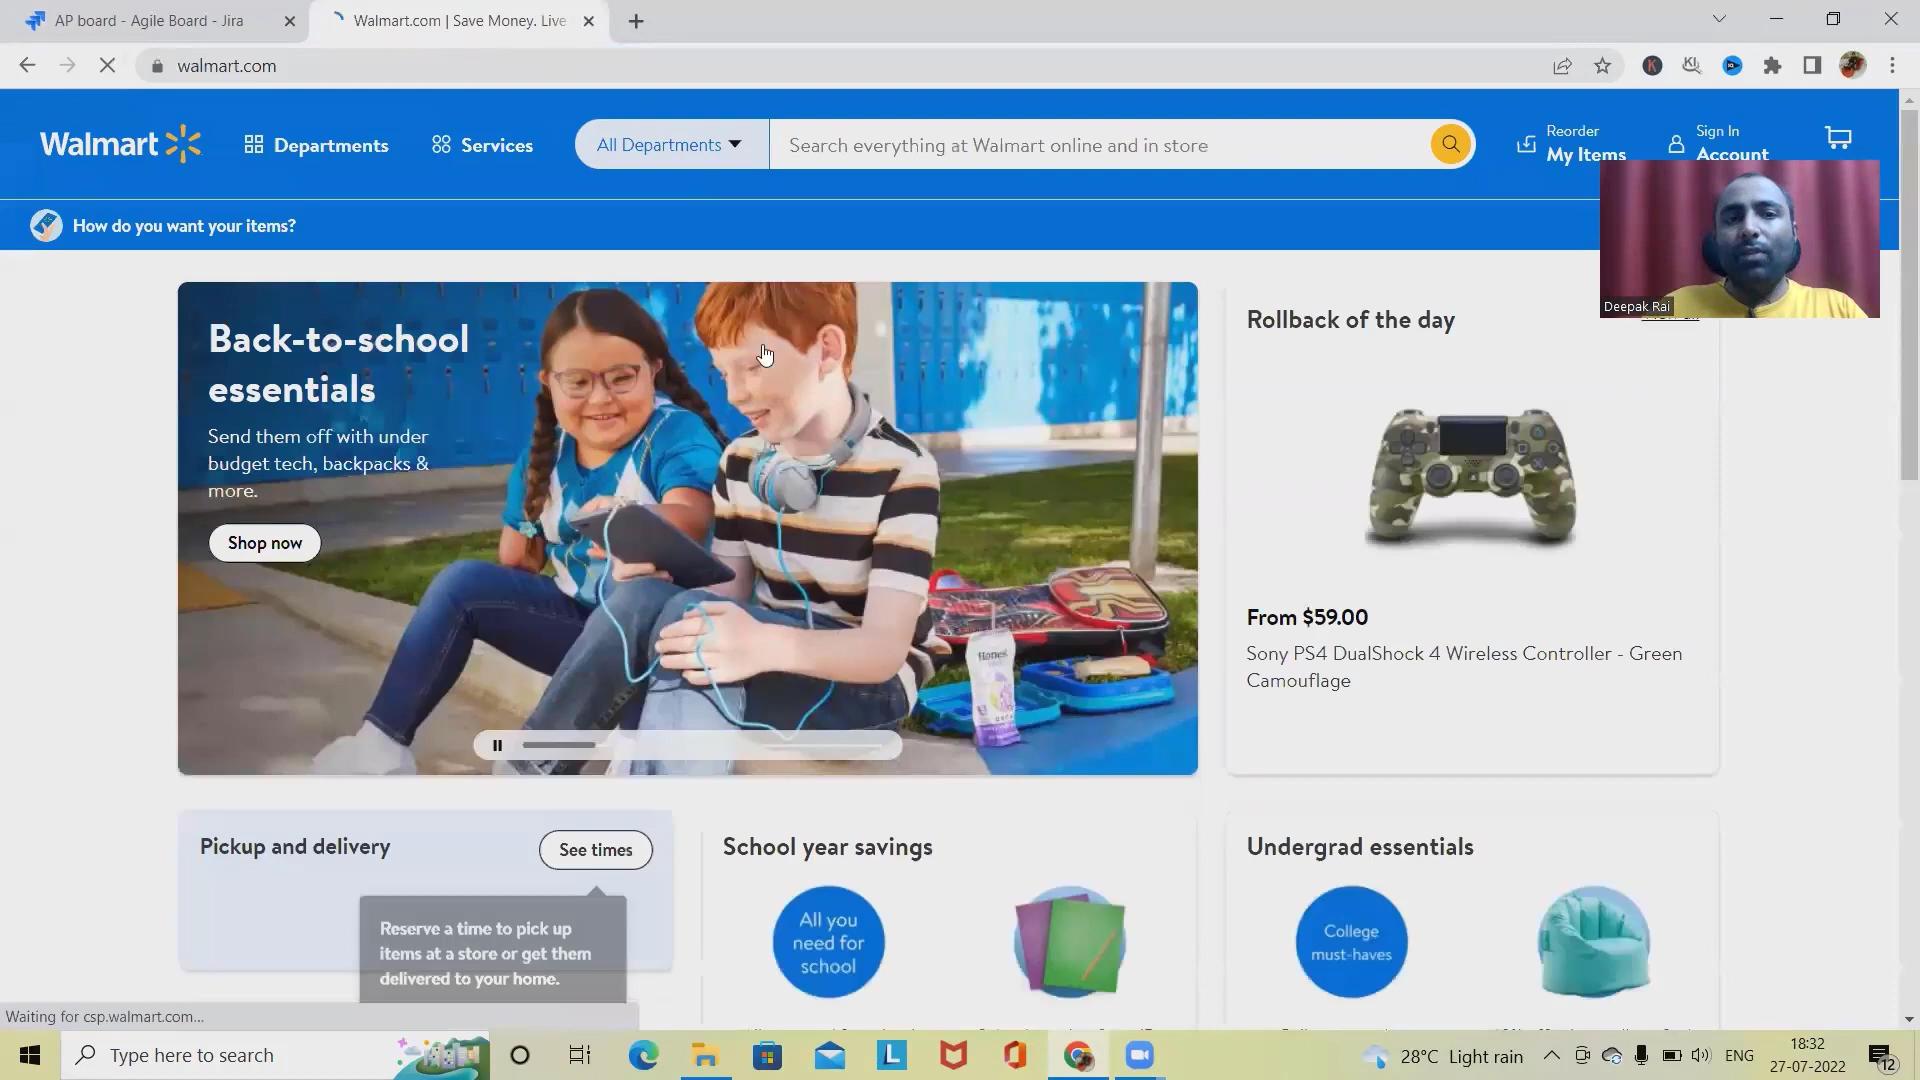 AP board - Agile Board - Jira
Walmart.com | Save Money. Live
walmart.com
Walmart
Departments
Services
All Departments
Search everything at Walmart online and in store
Reorder
My Items
Sign In
Account
How do you want your items?
Deepak Rai
Back-to-school
essentials
Send them off with under
budget tech, backpacks &
more.
Shop now
Honest
Rollback of the day
From $59.00
Sony PS4 DualShock 4 Wireless Controller - Green
Camouflage
Pickup and delivery
See times
Reserve a time to pick up
items at a store or get them
delivered to your home.
School year savings
All you
need for
school
Undergrad essentials
College
must-haves
Waiting for csp.walmart.com...
Type here to search
28°C Light rain
ENG
18:32
27-07-2022
12